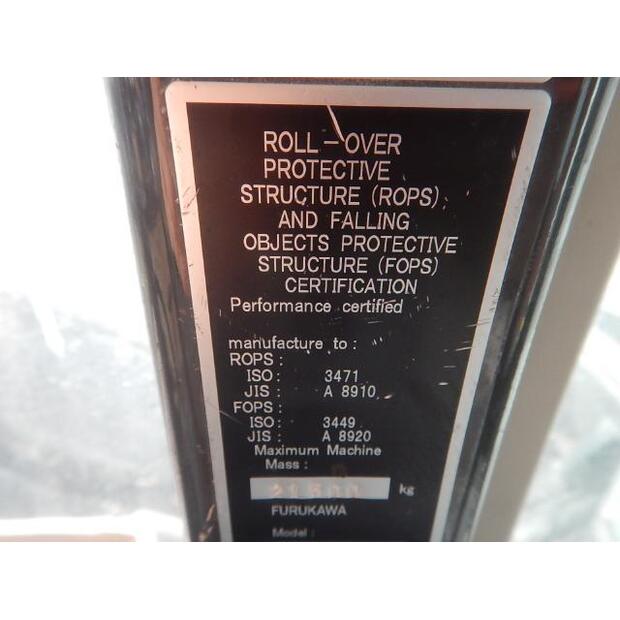 ROLL-OVER
PROTECTIVE
STRUCTURE (ROPS)
AND FALLING
OBJECTS PROTECTIVE
STRUCTURE (FOPS)
CERTIFICATION
Performance certified
manufacture to :
ROPS :
ISO : 3471
JIS : A 8910
FOPS :
ISO : 3449
JIS : A 8920
Maximum Machine
Mass :
kg
FURUKAWA
Model :